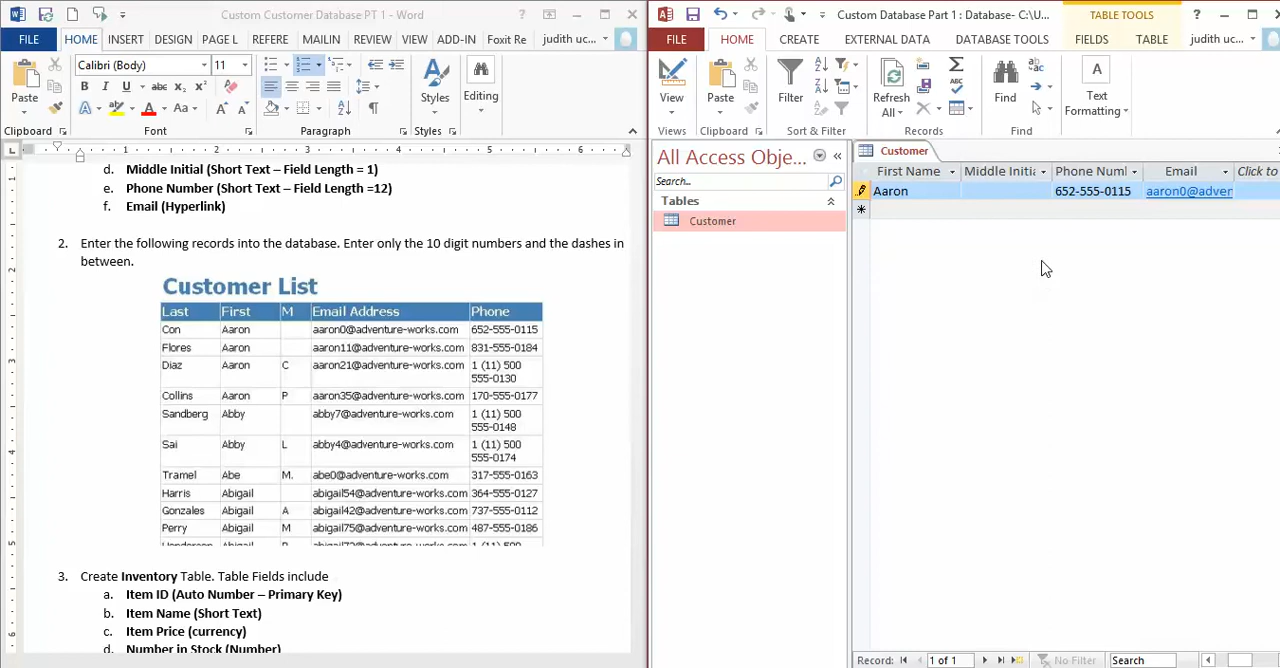 Custom Customer Database PT 1 - Word
FILE HOME INSERT DESIGN PAGE L REFERE MAILIN REVIEW VIEW ADD-IN Foxit Re judith uc...
Calibri (Body) 11
Paste Styles Editing
Clipboard Font Paragraph Styles
1 2 3 4 5 6
d. Middle Initial (Short Text – Field Length = 1)
e. Phone Number (Short Text – Field Length =12)
f. Email (Hyperlink)
2. Enter the following records into the database. Enter only the 10 digit numbers and the dashes in
between.
Customer List
Last First M Email Address Phone
Con Aaron aaron0@adventure-works.com 652-555-0115
Flores Aaron aaron11@adventure-works.com 831-555-0184
Diaz Aaron C aaron21@adventure-works.com 1 (11) 500
555-0130
Collins Aaron P aaron35@adventure-works.com 170-555-0177
Sandberg Abby abby7@adventure-works.com 1 (11) 500
555-0148
Sai Abby L abby4@adventure-works.com 1 (11) 500
555-0174
Tramel Abe M. abe0@adventure-works.com 317-555-0163
Harris Abigail abigail54@adventure-works.com 364-555-0127
Gonzales Abigail A abigail42@adventure-works.com 737-555-0112
Perry Abigail M abigail75@adventure-works.com 487-555-0186
3. Create Inventory Table. Table Fields include
a. Item ID (Auto Number – Primary Key)
b. Item Name (Short Text)
c. Item Price (currency)
d. Number in Stock (Number)
Custom Database Part 1 : Database- C:\U... TABLE TOOLS
FILE HOME CREATE EXTERNAL DATA DATABASE TOOLS FIELDS TABLE judith uc...
View Paste Filter Refresh All Find Text Formatting
Views Clipboard Sort & Filter Records Find
All Access Obje...
Search...
Tables
Customer
Customer
First Name Middle Initia Phone Numl Email Click to
Aaron 652-555-0115 aaron0@adven
Record: 1 of 1 No Filter Search